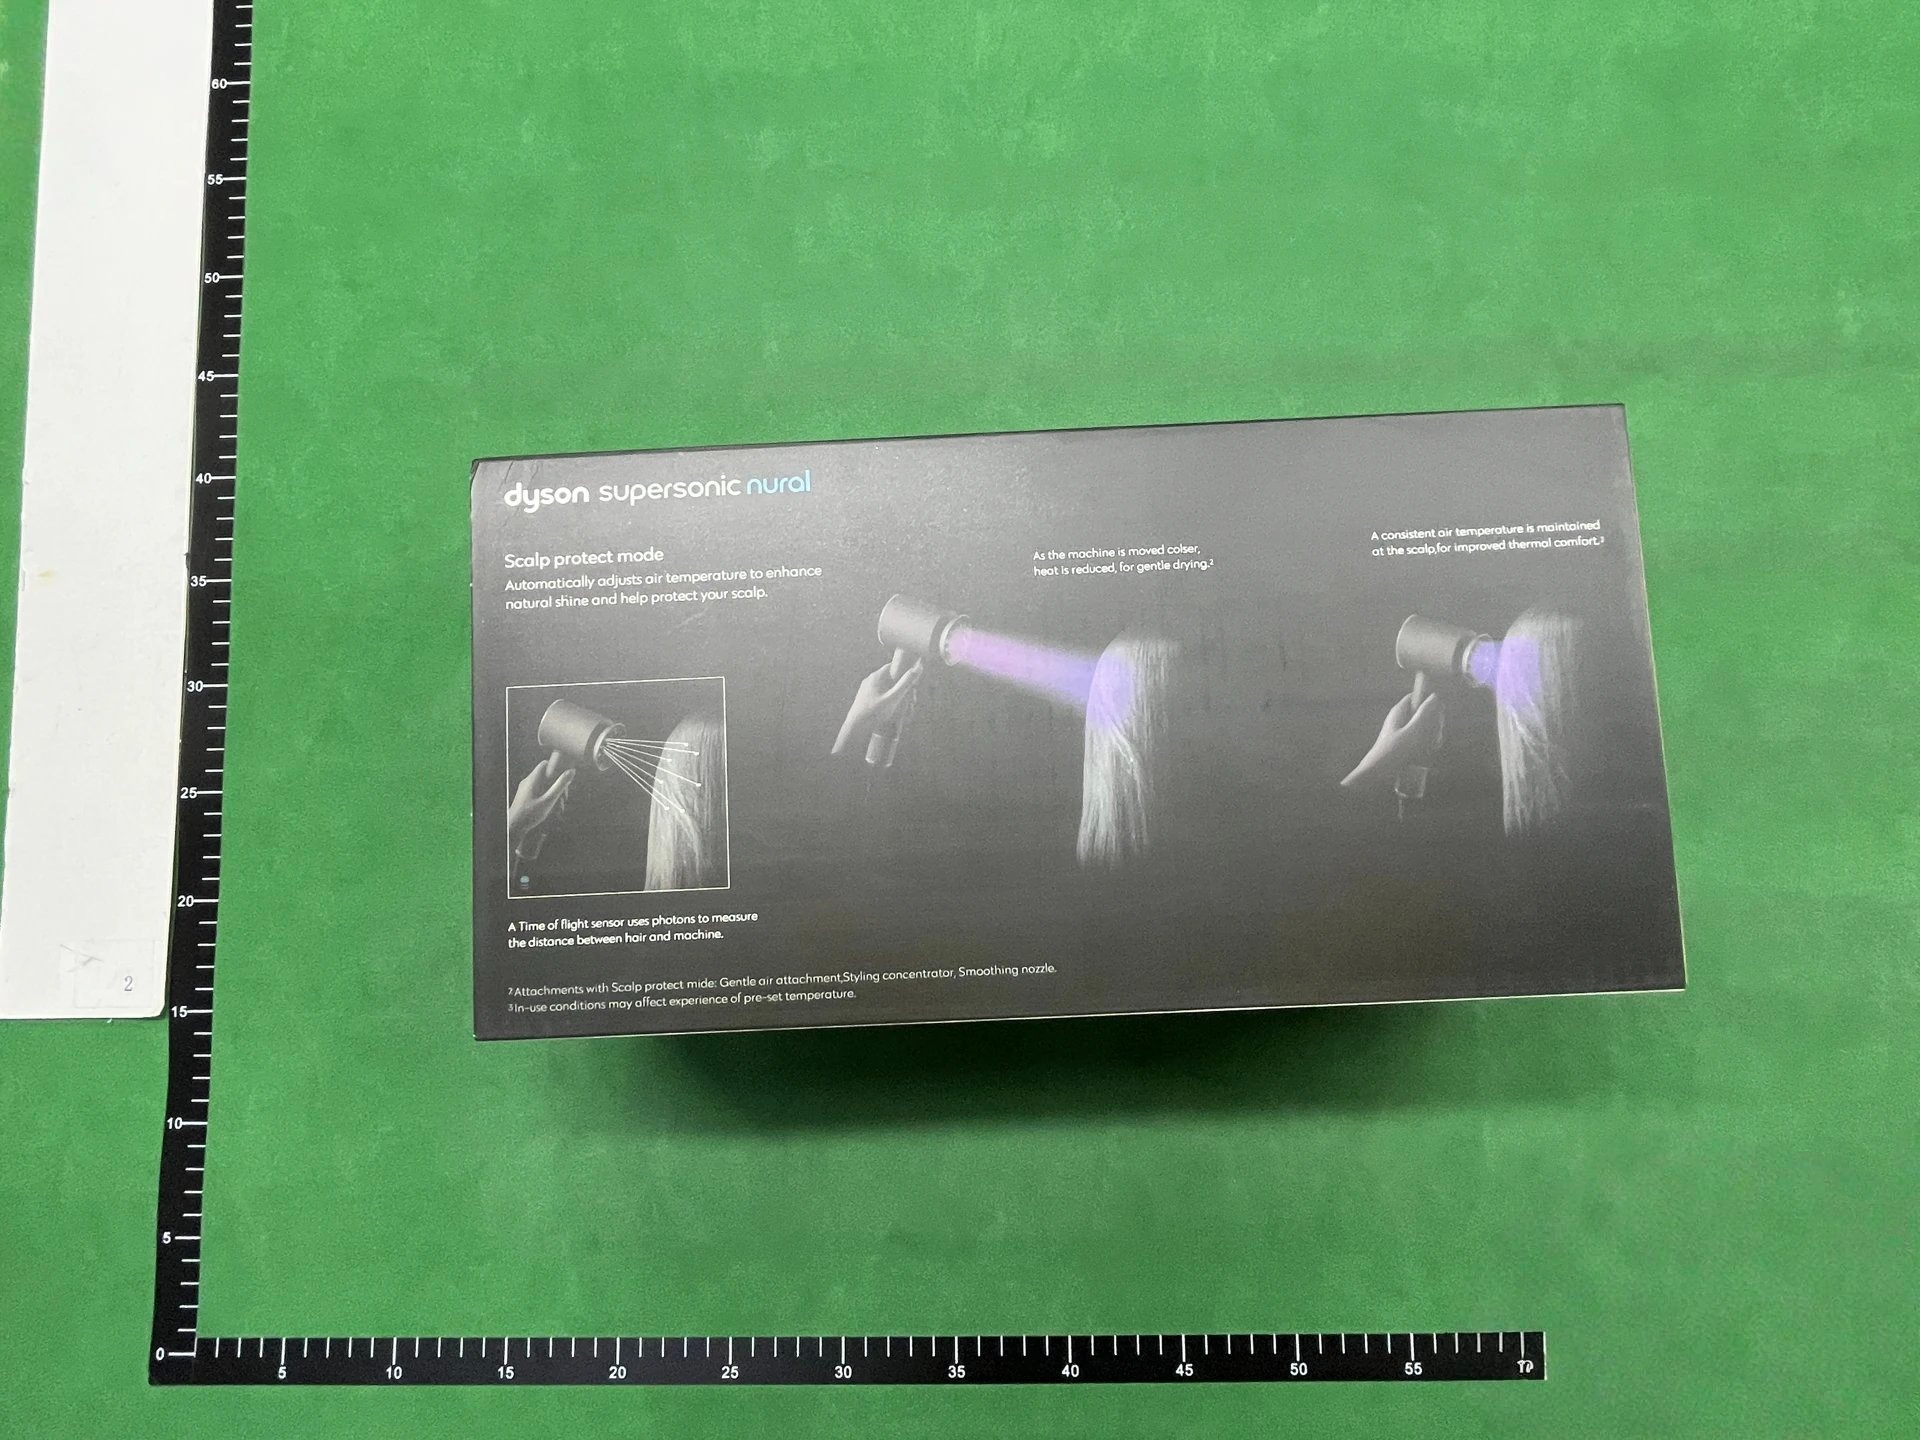 dyson supersonic nural
Scalp protect mode
Automatically adjusts air temperature to enhance
natural shine and help protect your scalp.
As the machine is moved colser,
heat is reduced, for gentle drying.²
A consistent air temperature is maintained
at the scalp,for improved thermal comfort.³
A Time of flight sensor uses photons to measure
the distance between hair and machine.
²Attachments with Scalp protect mide: Gentle air attachment,Styling concentrator, Smoothing nozzle.
³In-use conditions may affect experience of pre-set temperature.
2
60
55
50
45
40
35
30
25
20
15
10
5
0
5 10 15 20 25 30 35 40 45 50 55